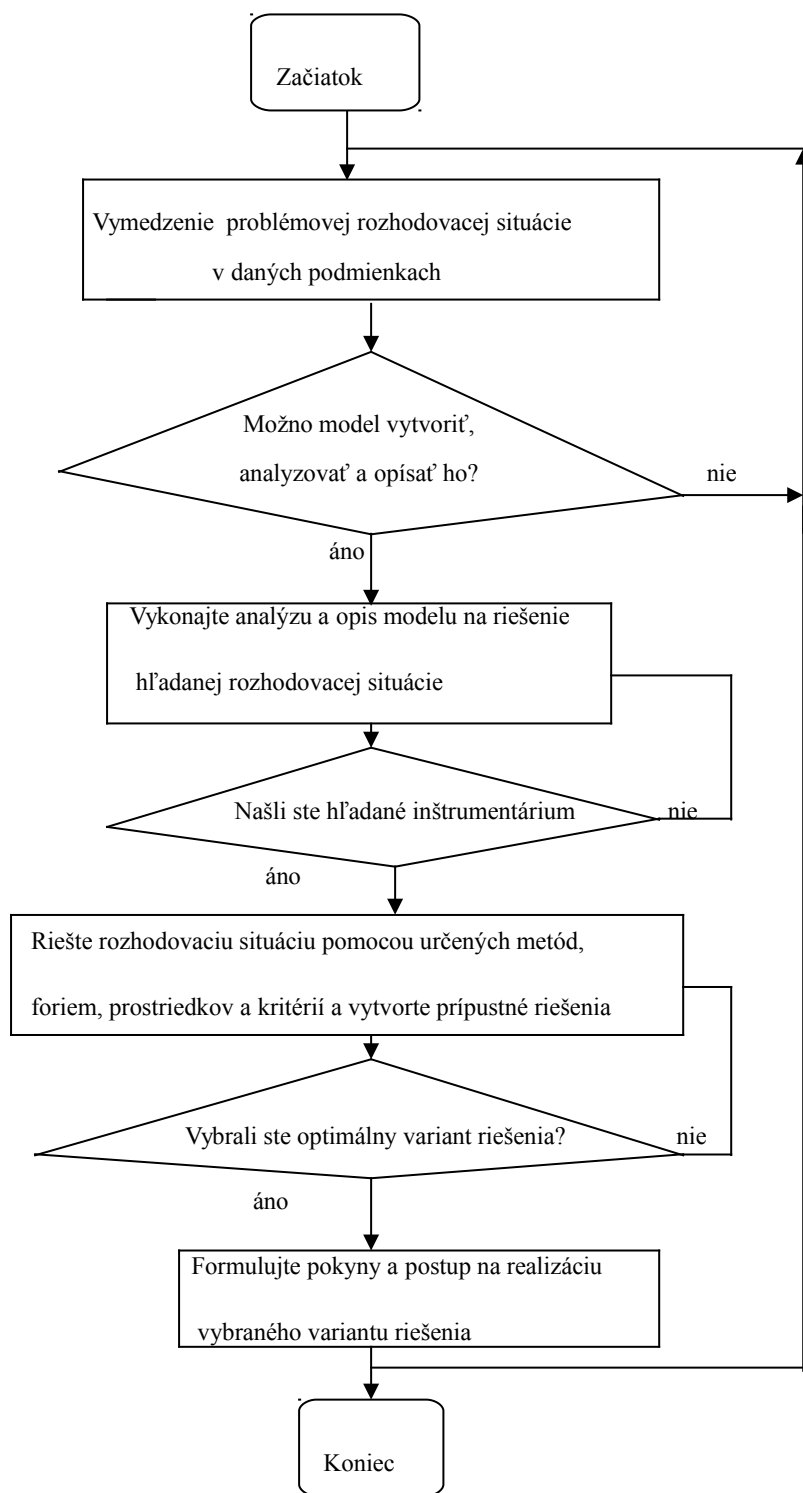 Začiatok
Vymedzenie problémovej rozhodovacej situácie
v daných podmienkach
Možno model vytvoriť,
analyzovať a opísať ho?
nie
áno
Vykonajte analýzu a opis modelu na riešenie
hľadanej rozhodovacej situácie
Našli ste hľadané inštrumentárium
nie
áno
Riešte rozhodovaciu situáciu pomocou určených metód,
foriem, prostriedkov a kritérií a vytvorte prípustné riešenia
Vybrali ste optimálny variant riešenia?
nie
áno
Formulujte pokyny a postup na realizáciu
vybraného variantu riešenia
Koniec